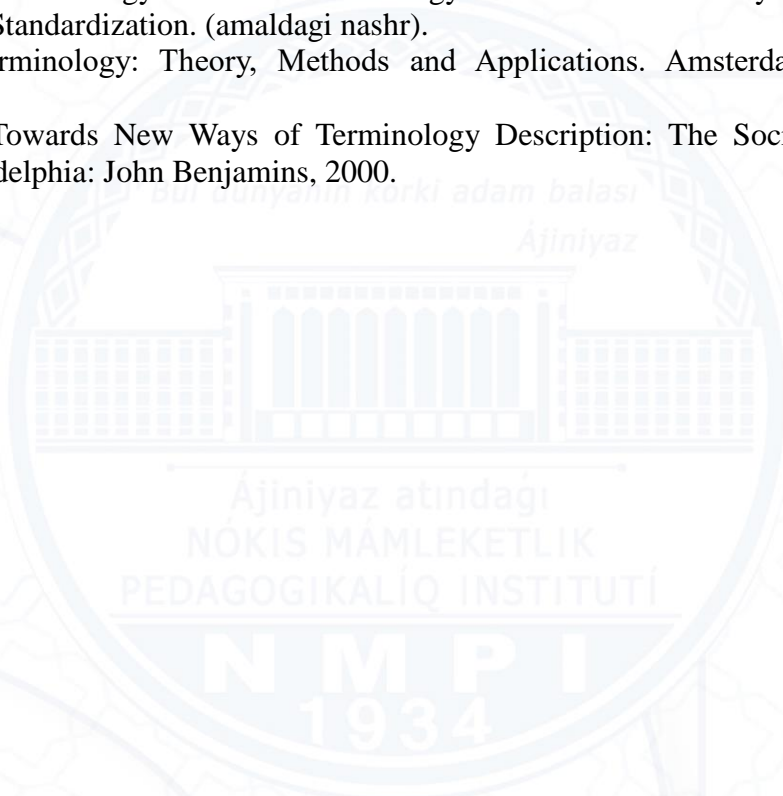 Standardization. (amaldagi nashr).
rminology: Theory, Methods and Applications. Amsterda
Towards New Ways of Terminology Description: The Soci
delphia: John Benjamins, 2000.
Bul dúnyanıń kórki adam balası
Ájiniyaz
Ájiniyaz atındaǵı
NÓKIS MÁMLEKETLIK
PEDAGOGIKALÍQ INSTITUTÍ
NMPI
1934